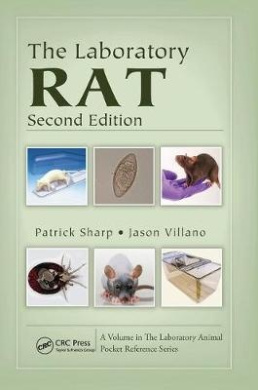 The Laboratory
RAT
Second Edition
Patrick Sharp • Jason Villano
CRC
CRC Press
Taylor & Francis Group
A Volume in The Laboratory Animal
Pocket Reference Series